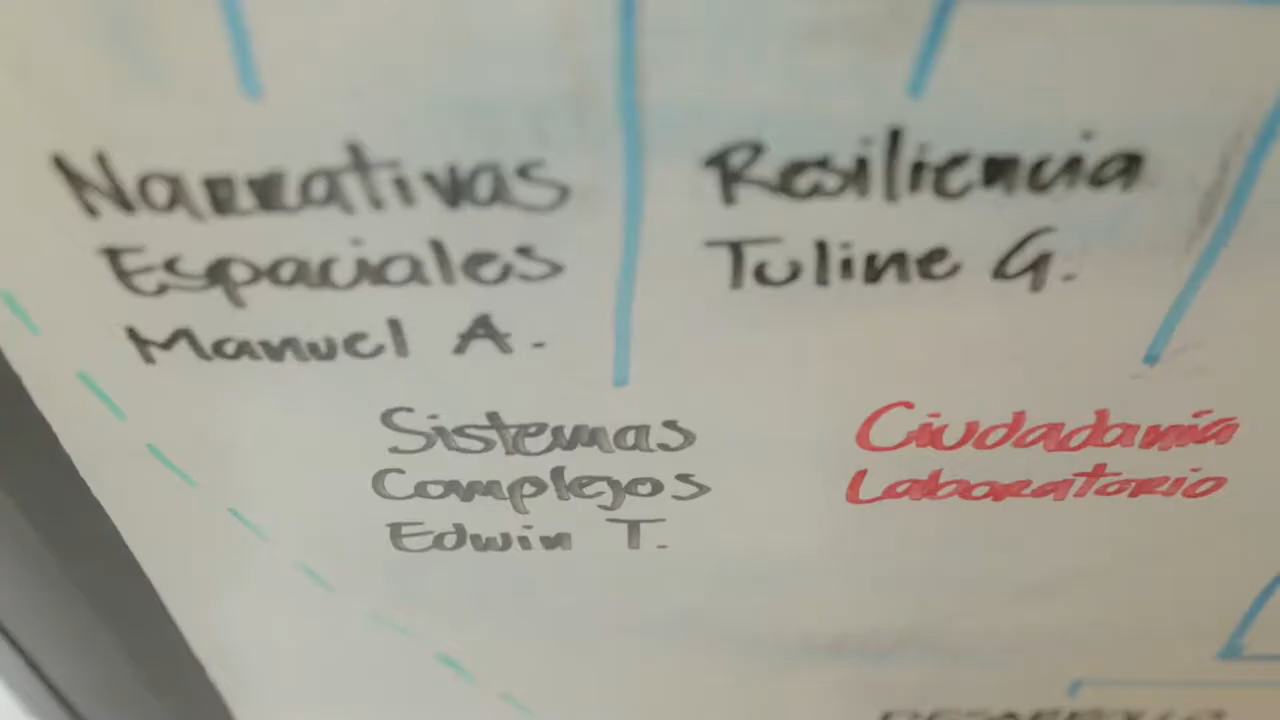 Narrativas
Espaciales
Manuel A.
Resiliencia
Tuline G.
Sistemas
Complejos
Edwin T.
Ciudadanía
Laboratorio